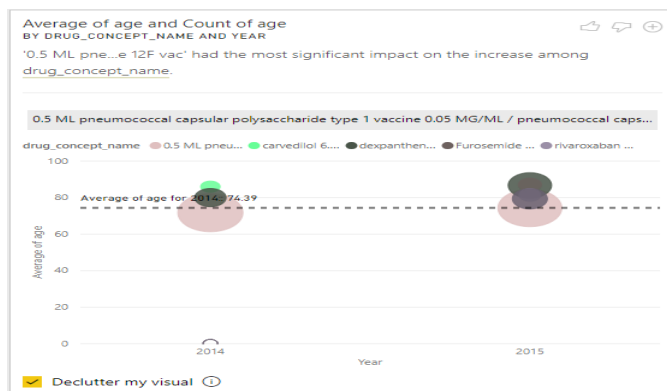 Average of age and Count of age
BY DRUG_CONCEPT_NAME AND YEAR
'0.5 ML pne...e 12F vac' had the most significant impact on the increase among
drug_concept_name.
0.5 ML pneumococcal capsular polysaccharide type 1 vaccine 0.05 MG/ML / pneumococcal caps...
drug_concept_name 0.5 ML pneu... carvedilol 6.... dexpanthen... Furosemide ... rivaroxaban ...
100
80
60
40
20
0
Average of age for 2014: 74.39
Average of age
2014 2015
Year
Declutter my visual